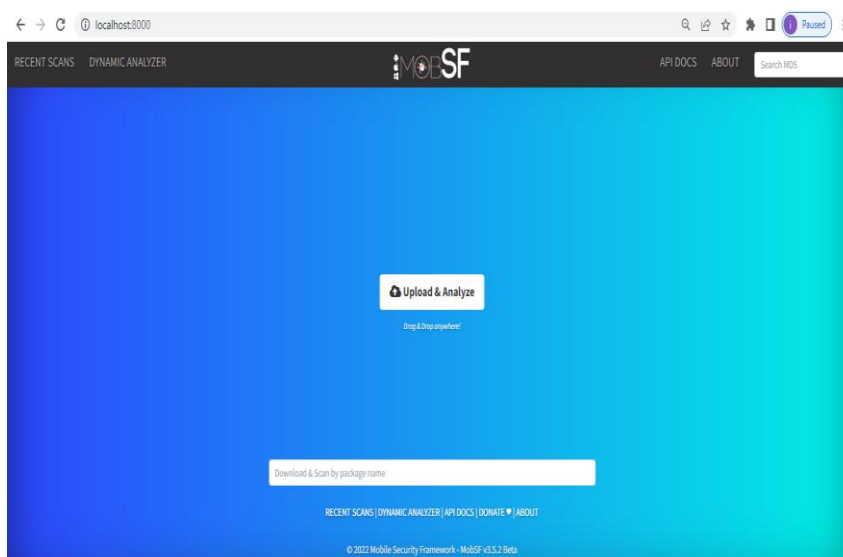 localhost:8000
Paused
RECENT SCANS DYNAMIC ANALYZER
MOBSF
API DOCS ABOUT
Search MD5
Upload & Analyze
Drag & Drop anywhere!
Download & Scan by package name
RECENT SCANS | DYNAMIC ANALYZER | API DOCS | DONATE ♥ | ABOUT
© 2022 Mobile Security Framework - MobSF v3.5.2 Beta